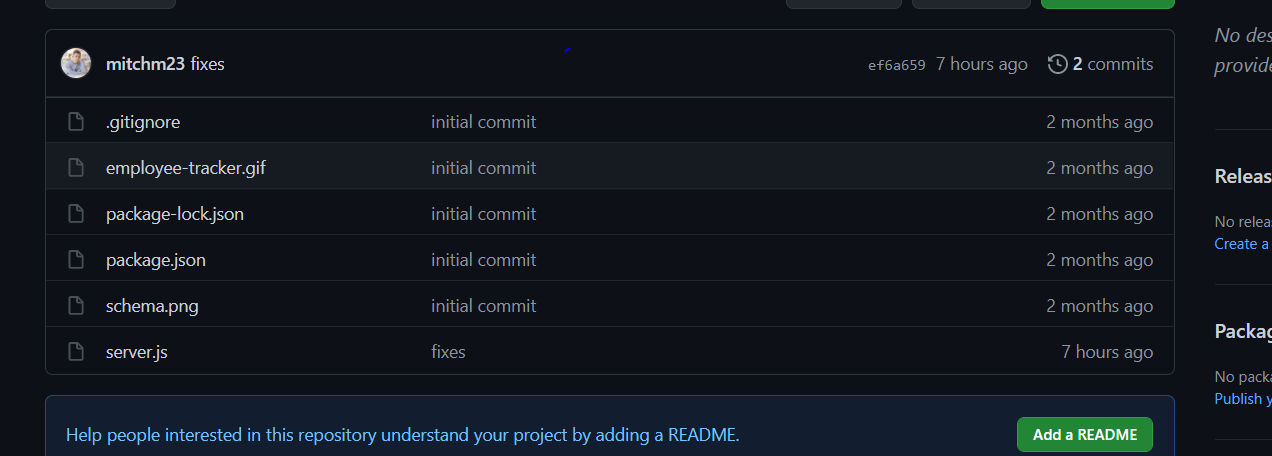 mitchm23 fixes ef6a659 7 hours ago 2 commits
.gitignore initial commit 2 months ago
employee-tracker.gif initial commit 2 months ago
package-lock.json initial commit 2 months ago
package.json initial commit 2 months ago
schema.png initial commit 2 months ago
server.js fixes 7 hours ago
Help people interested in this repository understand your project by adding a README. Add a README
No des
provide
Releas
No relea
Create a
Packag
No packa
Publish y